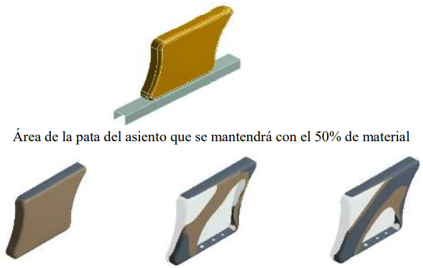 Área de la pata del asiento que se mantendrá con el 50% de material